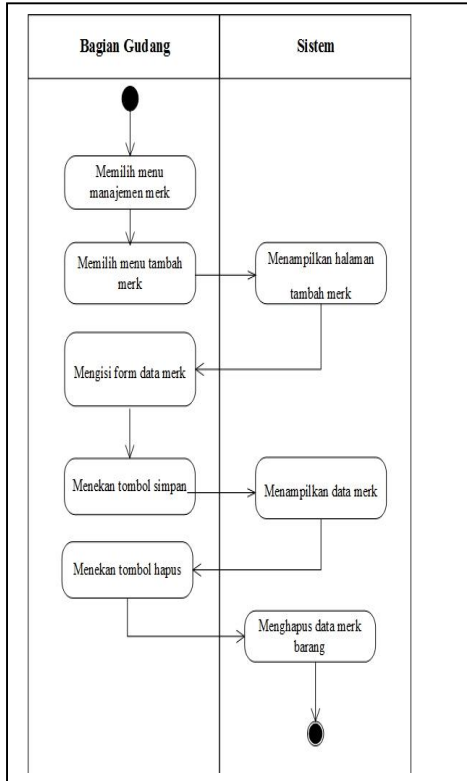 Bagian Gudang
Sistem
Memilih menu
manajemen merk
Memilih menu tambah
merk
Menampilkan halaman
tambah merk
Mengisi form data merk
Menekan tombol simpan
Menampilkan data merk
Menekan tombol hapus
Menghapus data merk
barang